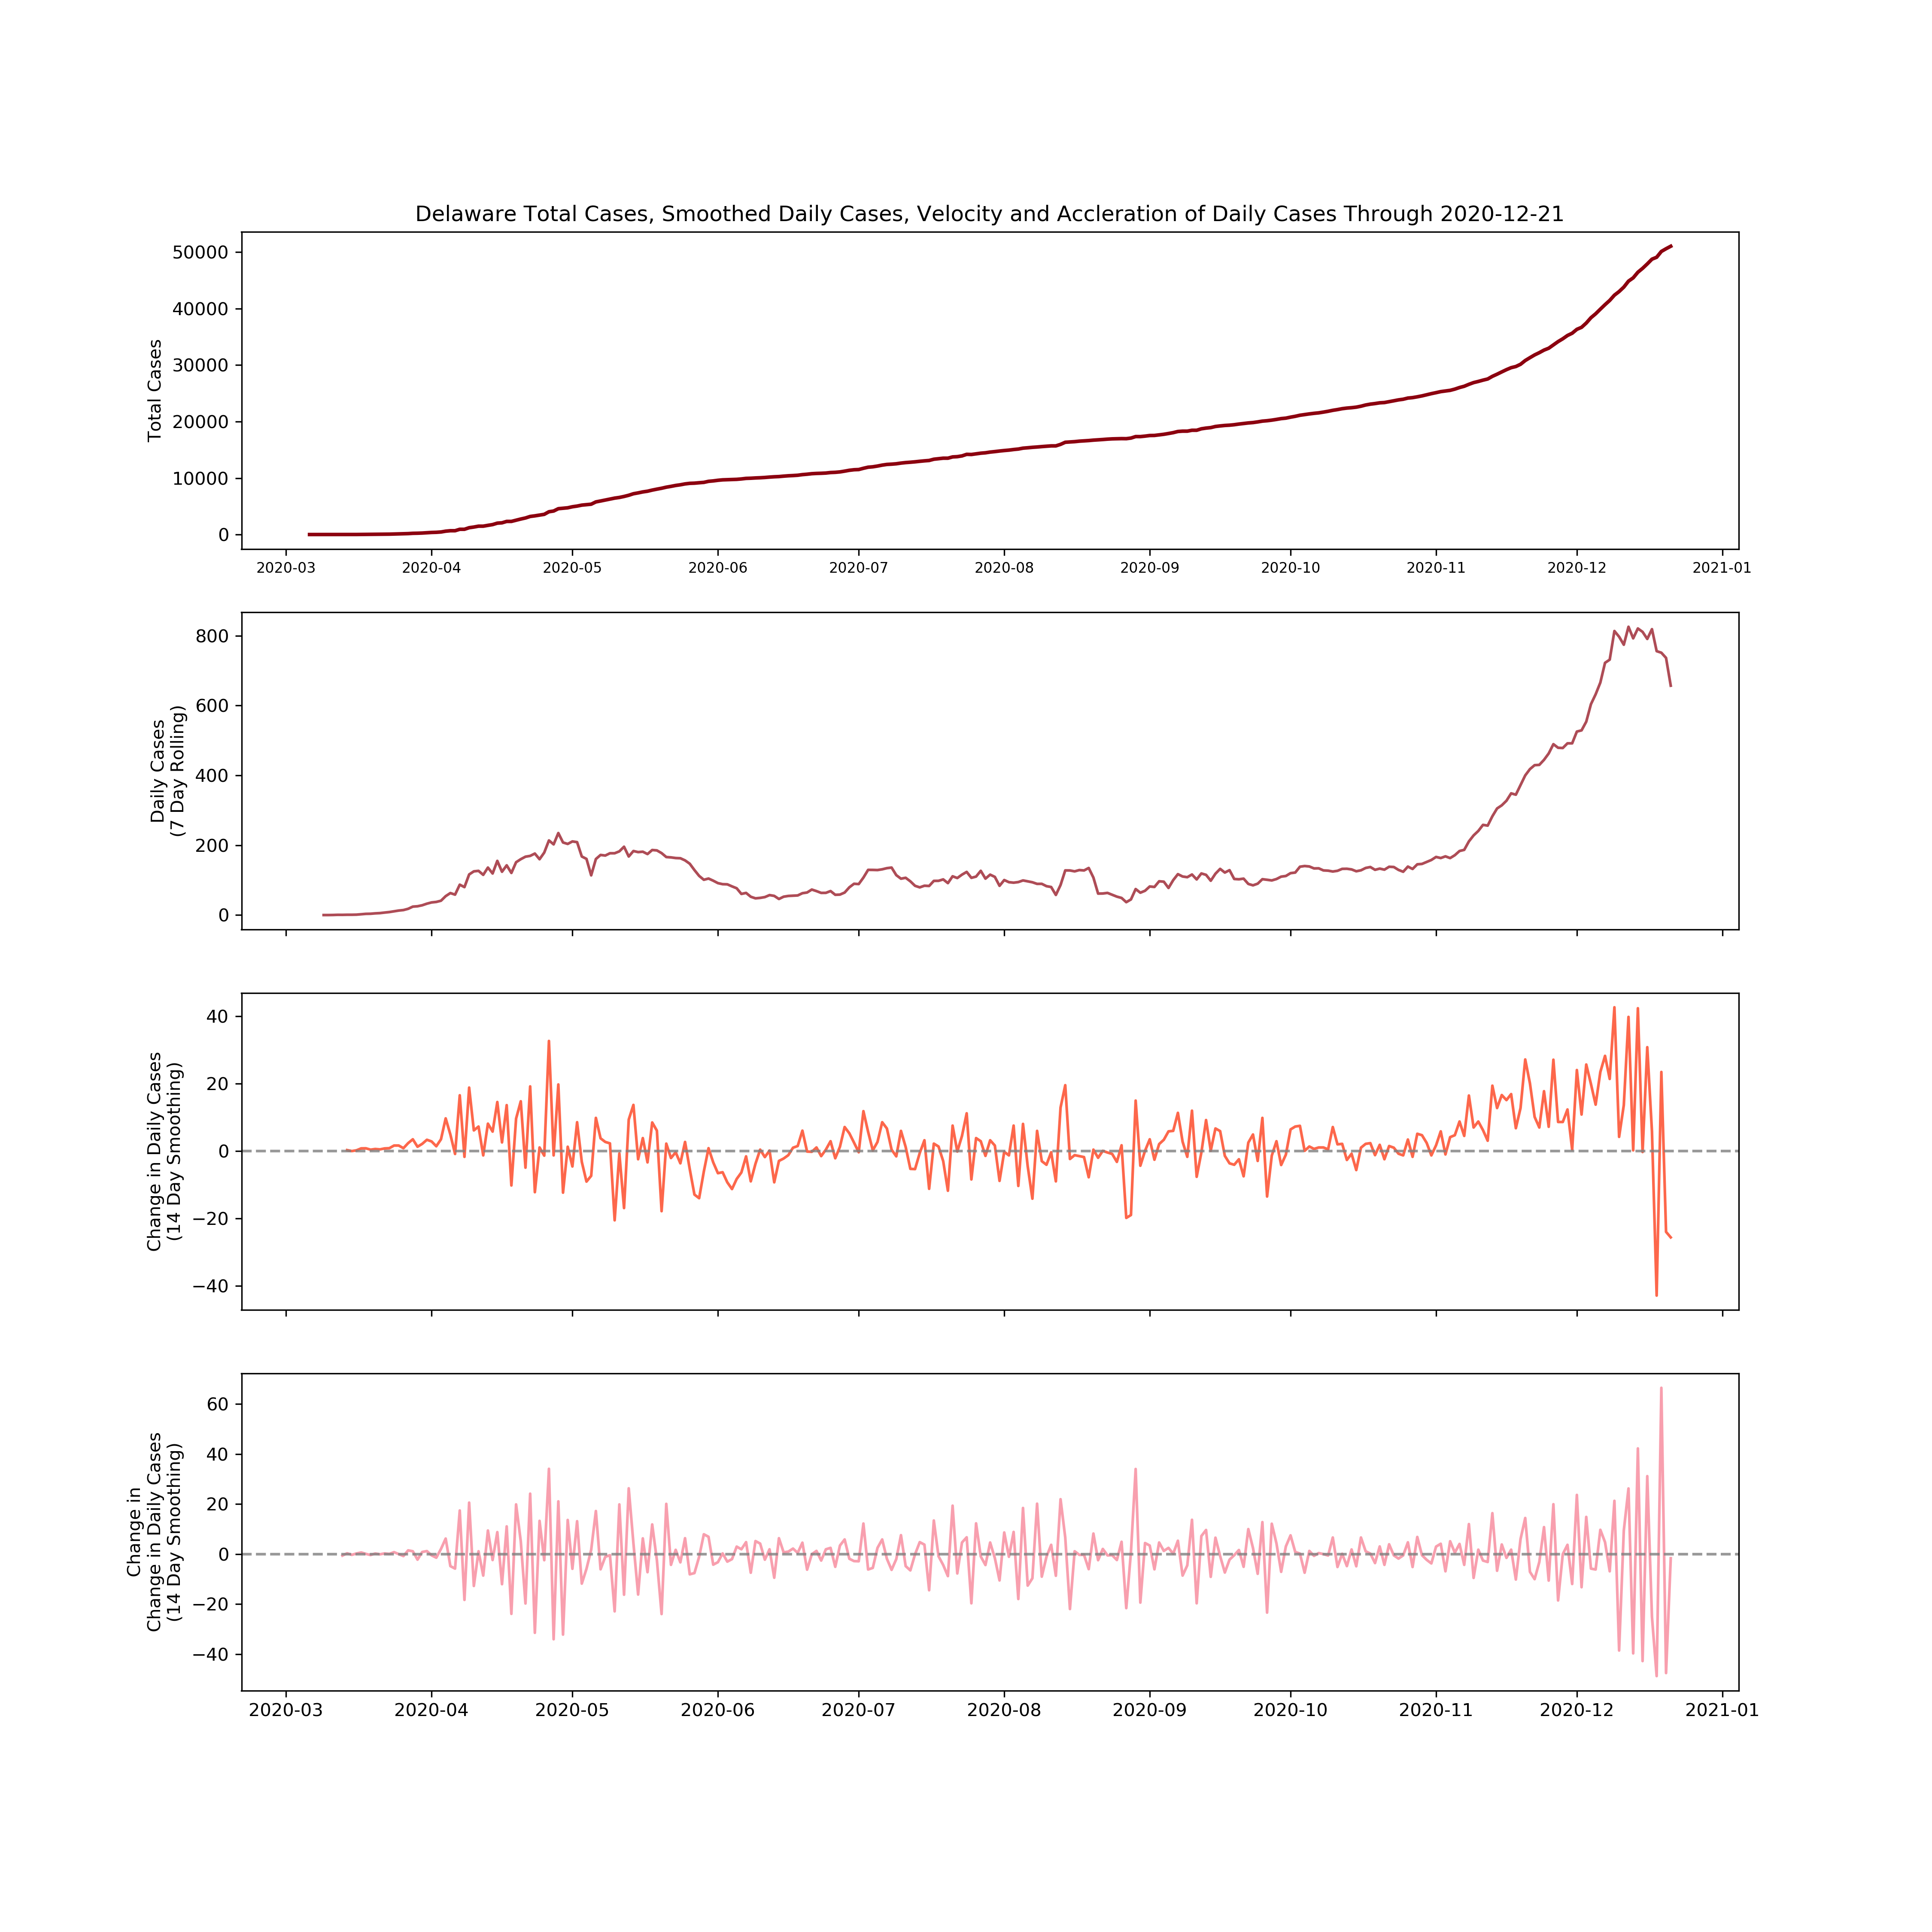 Delaware Total Cases, Smoothed Daily Cases, Velocity and Accleration of Daily Cases Through 2020-12-21
Total Cases
50000
40000
30000
20000
10000
0
2020-03 2020-04 2020-05 2020-06 2020-07 2020-08 2020-09 2020-10 2020-11 2020-12 2021-01
Daily Cases
(7 Day Rolling)
800
600
400
200
0
Change in Daily Cases
(14 Day Smoothing)
40
20
0
−20
−40
Change in
Change in Daily Cases
(14 Day Smoothing)
60
40
20
0
−20
−40
2020-03 2020-04 2020-05 2020-06 2020-07 2020-08 2020-09 2020-10 2020-11 2020-12 2021-01